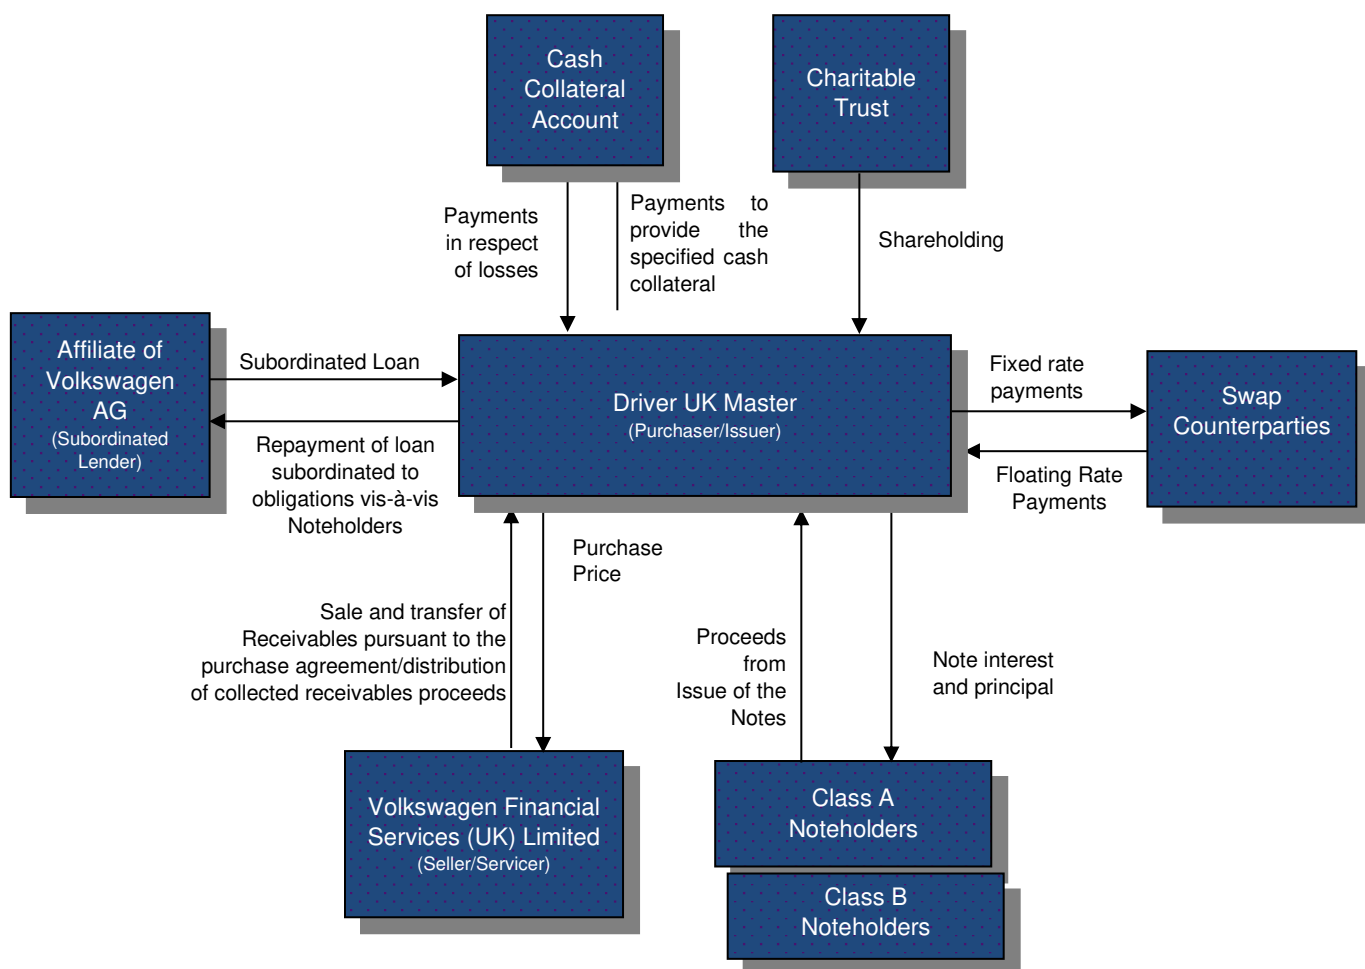 Cash
Collateral
Account
Charitable
Trust
Payments
in respect
of losses
Payments to
provide the
specified cash
collateral
Shareholding
Affiliate of
Volkswagen
AG
(Subordinated
Lender)
Subordinated Loan
Repayment of loan
subordinated to
obligations vis-à-vis
Noteholders
Driver UK Master
(Purchaser/Issuer)
Fixed rate
payments
Floating Rate
Payments
Swap
Counterparties
Purchase
Price
Sale and transfer of
Receivables pursuant to the
purchase agreement/distribution
of collected receivables proceeds
Proceeds
from
Issue of the
Notes
Note interest
and principal
Volkswagen Financial
Services (UK) Limited
(Seller/Servicer)
Class A
Noteholders
Class B
Noteholders